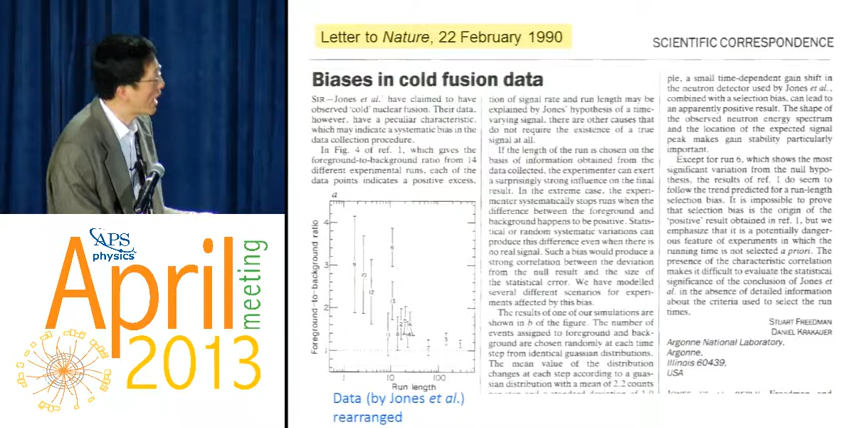 Letter to Nature, 22 February 1990
SCIENTIFIC CORRESPONDENCE
Biases in cold fusion data
SIR—Jones et al. have claimed to have
observed 'cold' nuclear fusion. Their data,
however, have a peculiar characteristic,
which may indicate a systematic bias in the
data collection procedure.
In Fig. 4 of ref. 1, which gives the
foreground-to-background ratio from 14
different experimental runs, each of the
data points indicates a positive excess,
a
4
3
2
1
Foreground-to-background ratio
1
10
100
Run length
Data (by Jones et al.)
rearranged
tion of signal rate and run length may be
explained by Jones' hypothesis of a time-
varying signal, there are other causes that
do not require the existence of a true
signal at all.
If the length of the run is chosen on the
basis of information obtained from the
data collected, the experimenter can exert
a surprisingly strong influence on the final
result. In the extreme case, the experi-
menter systematically stops runs when the
difference between the foreground and
background happens to be positive. Statis-
tical or random systematic variations can
produce this difference even when there is
no real signal. Such a bias would produce a
strong correlation between the deviation
from the null result and the size of
the statistical error. We have modelled
several different scenarios for experi-
ments affected by this bias.
The results of one of our simulations are
shown in b of the figure. The number of
events assigned to foreground and back-
ground are chosen randomly at each time
step from identical guassian distributions.
The mean value of the distribution
changes at each step according to a guas-
sian distribution with a mean of 2.2 counts
ple, a small time-dependent gain shift in
the neutron detector used by Jones et al.,
combined with a selection bias, can lead to
an apparently positive result. The shape of
the observed neutron energy spectrum
and the location of the expected signal
peak makes gain stability particularly
important.
Except for run 6, which shows the most
significant variation from the null hypo-
thesis, the results of ref. 1 do seem to
follow the trend predicted for a run-length
selection bias. It is impossible to prove
that selection bias is the origin of the
'positive' result obtained in ref. 1, but we
emphasize that it is a potentially danger-
ous feature of experiments in which the
running time is not selected a priori. The
presence of the characteristic correlation
makes it difficult to evaluate the statistical
significance of the conclusion of Jones et
al. in the absence of detailed information
about the criteria used to select the run
times.
STUART FREEDMAN
DANIEL KRAKAUER
Argonne National Laboratory,
Argonne,
Illinois 60439,
USA
APS
physics
April
meeting
2013